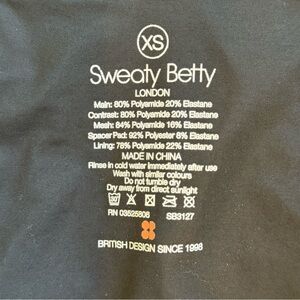 XS
Sweaty Betty
LONDON
Main: 80% Polyamide 20% Elastane
Contrast: 80% Polyamide 20% Elastane
Mesh: 84% Polyamide 16% Elastane
Spacer Pad: 92% Polyester 8% Elastane
Lining: 78% Polyamide 22% Elastane
MADE IN CHINA
Rinse in cold water immediately after use
Wash with similar colours
Do not tumble dry
Dry away from direct sunlight
30
RN 03525806 SB3127
BRITISH DESIGN SINCE 1998